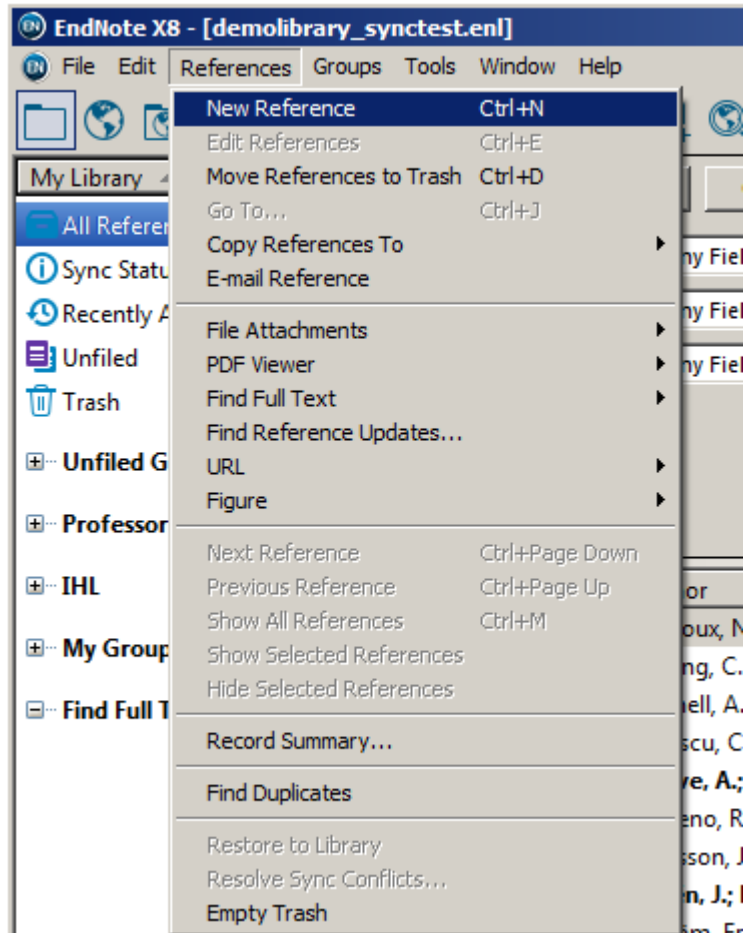 EndNote X8 - [demolibrary_synctest.enl]
File Edit References Groups Tools Window Help
My Library
All Referen
Sync Statu
Recently A
Unfiled
Trash
Unfiled G
Professor
IHL
My Group
Find Full T
New Reference Ctrl+N
Edit References Ctrl+E
Move References to Trash Ctrl+D
Go To... Ctrl+J
Copy References To
E-mail Reference
File Attachments
PDF Viewer
Find Full Text
Find Reference Updates...
URL
Figure
Next Reference Ctrl+Page Down
Previous Reference Ctrl+Page Up
Show All References Ctrl+M
Show Selected References
Hide Selected References
Record Summary...
Find Duplicates
Restore to Library
Resolve Sync Conflicts...
Empty Trash
ny Fiel
ny Fiel
ny Fiel
or
oux, N
ng, C.
ell, A.
scu, C
ve, A.;
eno, R
sson, J
n, J.;